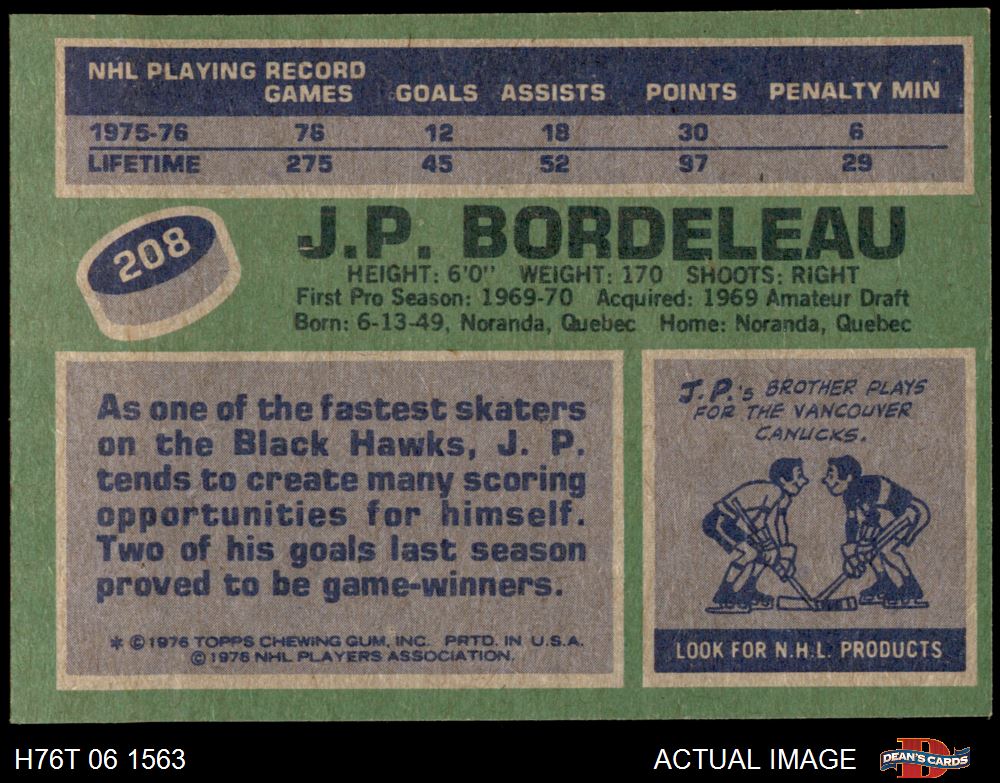 NHL PLAYING RECORD
GAMES GOALS ASSISTS POINTS PENALTY MIN
1975-76 76 12 18 30 6
LIFETIME 275 45 52 97 29
208
J.P. BORDELEAU
HEIGHT: 6'0" WEIGHT: 170 SHOOTS: RIGHT
First Pro Season: 1969-70 Acquired: 1969 Amateur Draft
Born: 6-13-49, Noranda, Quebec Home: Noranda, Quebec
As one of the fastest skaters
on the Black Hawks, J. P.
tends to create many scoring
opportunities for himself.
Two of his goals last season
proved to be game-winners.
* © 1976 TOPPS CHEWING GUM, INC. PRTD. IN U.S.A.
© 1976 NHL PLAYERS ASSOCIATION.
J.P.'s BROTHER PLAYS
FOR THE VANCOUVER
CANUCKS.
LOOK FOR N.H.L. PRODUCTS
H76T 06 1563
ACTUAL IMAGE
D
DEAN'S CARDS